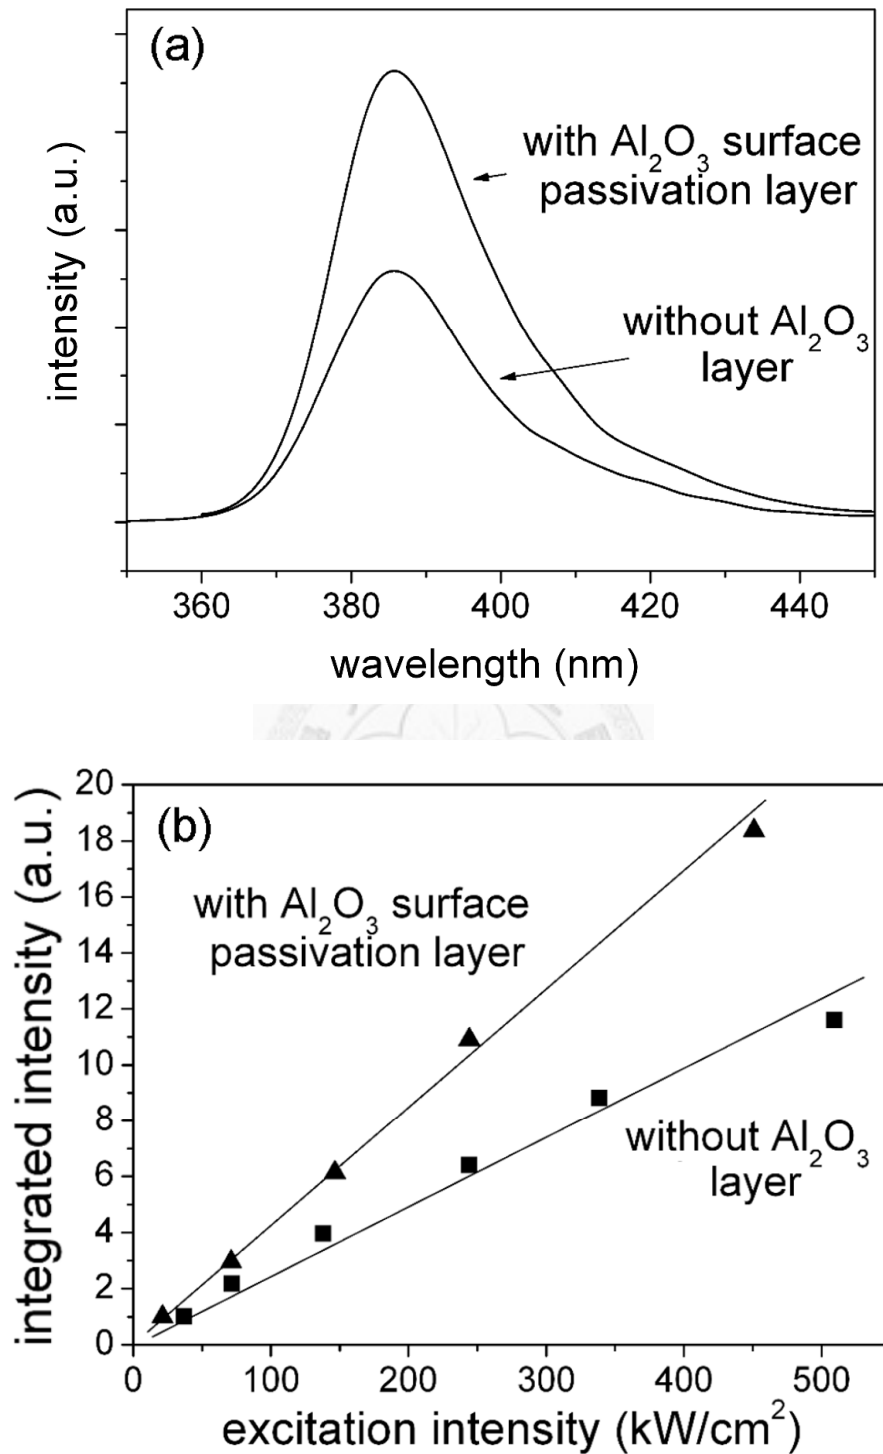 (a)
with Al₂O₃ surface
passivation layer
without Al₂O₃
layer
intensity (a.u.)
360 380 400 420 440
wavelength (nm)
20
18
16
14
12
10
8
6
4
2
0
(b)
with Al₂O₃ surface
passivation layer
without Al₂O₃
layer
integrated intensity (a.u.)
0 100 200 300 400 500
excitation intensity (kW/cm²)